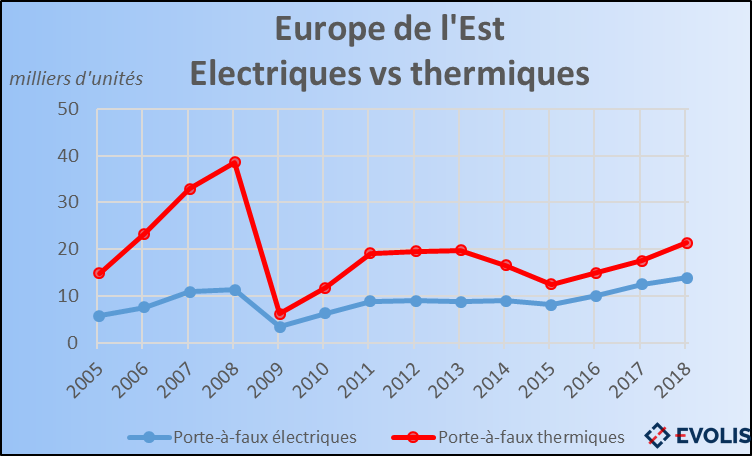 Europe de l'Est
Electriques vs thermiques
milliers d'unités
50
40
30
20
10
0
2005 2006 2007 2008 2009 2010 2011 2012 2013 2014 2015 2016 2017 2018
Porte-à-faux électriques Porte-à-faux thermiques
EVOLIS